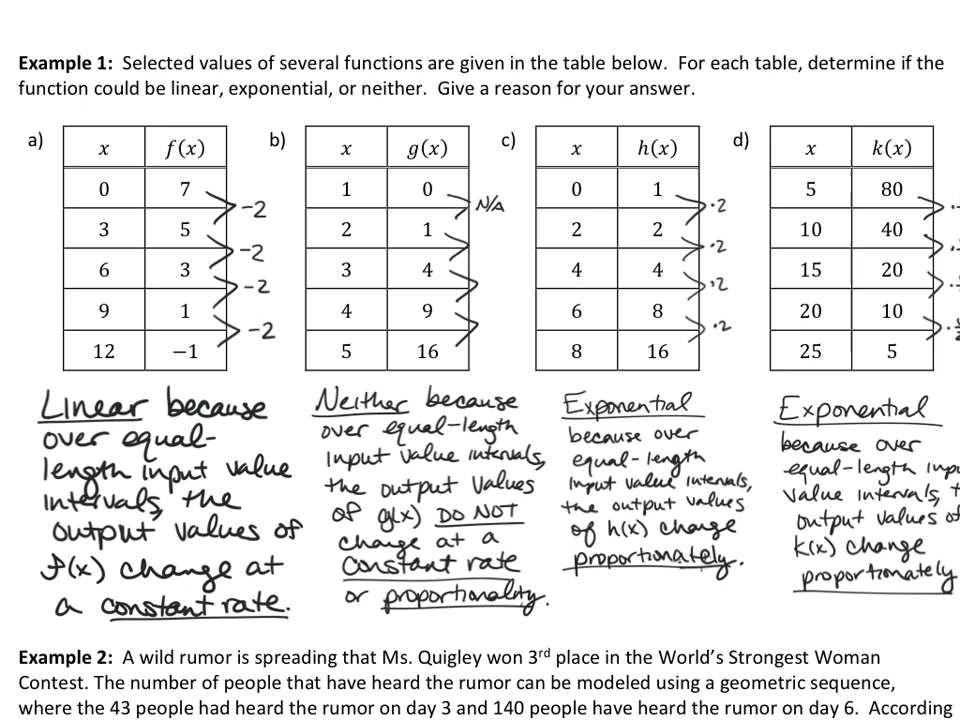 Example 1: Selected values of several functions are given in the table below. For each table, determine if the
function could be linear, exponential, or neither. Give a reason for your answer.
a) b) c) d)
x f(x) x g(x) x h(x) x k(x)
0 7 1 0 0 1 5 80
-2 N/A ·2
3 5 2 1 2 2 10 40
-2 ·2
6 3 3 4 4 4 15 20
-2 ·2
9 1 4 9 6 8 20 10
-2 ·2
12 −1 5 16 8 16 25 5
Linear because
over equal-
length input value
intervals, the
output values of
f(x) change at
a constant rate.
Neither because
over equal-length
input value intervals,
the output values
of g(x) DO NOT
change at a
constant rate
or proportionality.
Exponential
because over
equal-length
input value intervals,
the output values
of h(x) change
proportionately.
Exponential
because over
equal-length
value intervals,
output values
k(x) change
proportionately
Example 2: A wild rumor is spreading that Ms. Quigley won 3rd place in the World's Strongest Woman
Contest. The number of people that have heard the rumor can be modeled using a geometric sequence,
where the 43 people had heard the rumor on day 3 and 140 people have heard the rumor on day 6. According